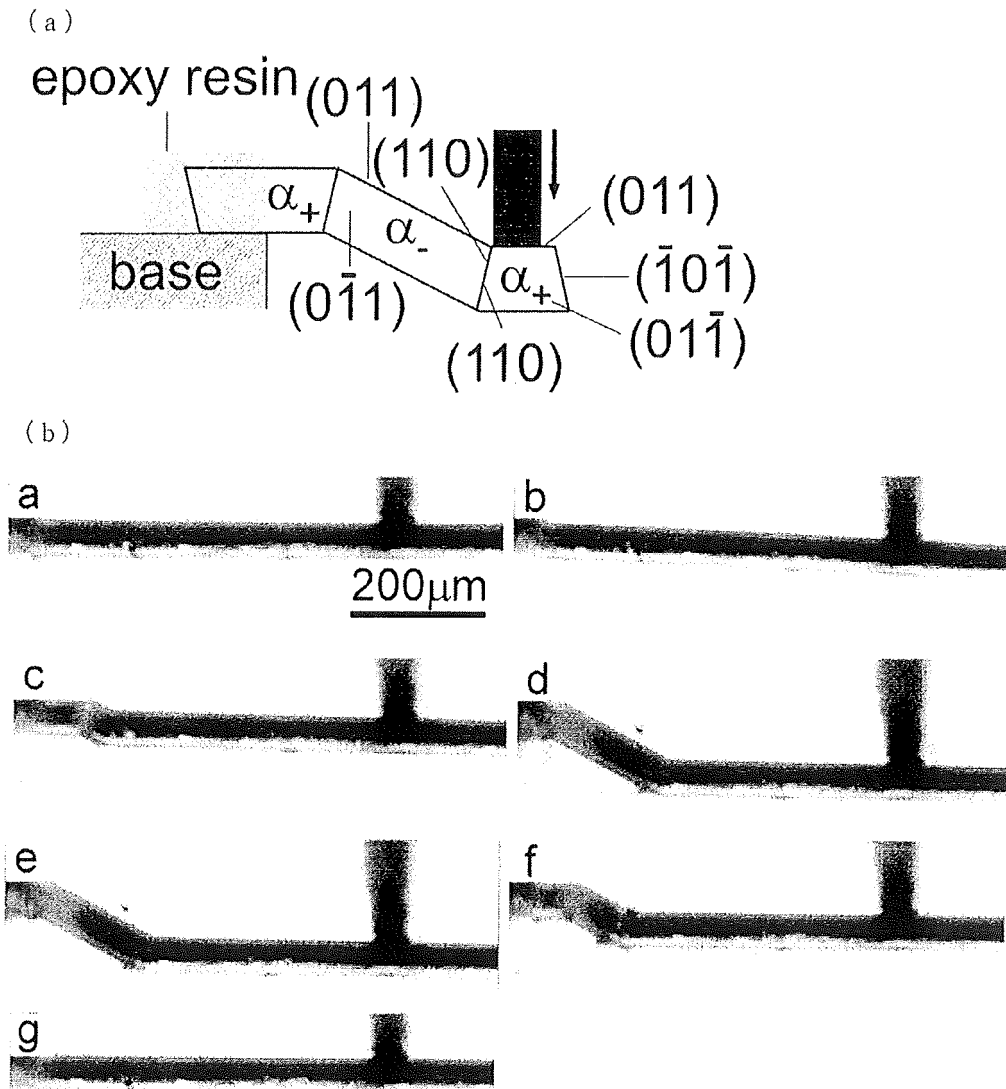 (a)
epoxy resin
(011)
(110)
(011)
α₊
α₋
α₊
(1̄01̄)
base
(01̄1)
(011̄)
(110)
(b)
a
b
200μm
c
d
e
f
g